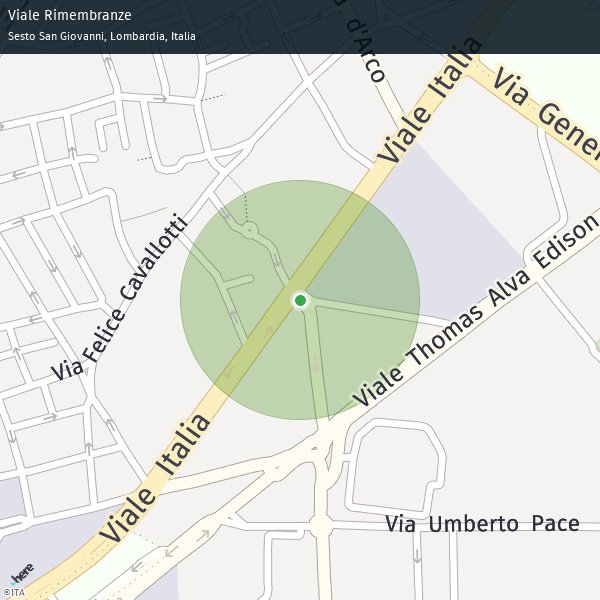 Viale Rimembranze
Sesto San Giovanni, Lombardia, Italia
d'Arco
Viale Italia
Via Gener
Via Felice Cavallotti
Viale Thomas Alva Edison
Viale Italia
Via Umberto Pace
here
©ITA